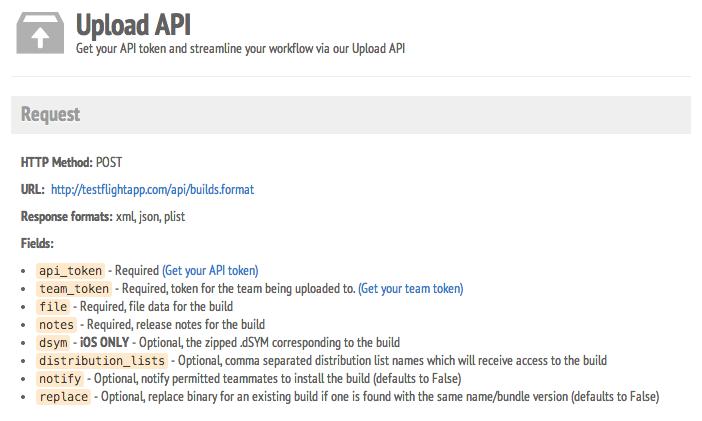 Upload API
Get your API token and streamline your workflow via our Upload API
Request
HTTP Method: POST
URL: http://testflightapp.com/api/builds.format
Response formats: xml, json, plist
Fields:
• api_token - Required (Get your API token)
• team_token - Required, token for the team being uploaded to. (Get your team token)
• file - Required, file data for the build
• notes - Required, release notes for the build
• dsym - iOS ONLY - Optional, the zipped .dSYM corresponding to the build
• distribution_lists - Optional, comma separated distribution list names which will receive access to the build
• notify - Optional, notify permitted teammates to install the build (defaults to False)
• replace - Optional, replace binary for an existing build if one is found with the same name/bundle version (defaults to False)